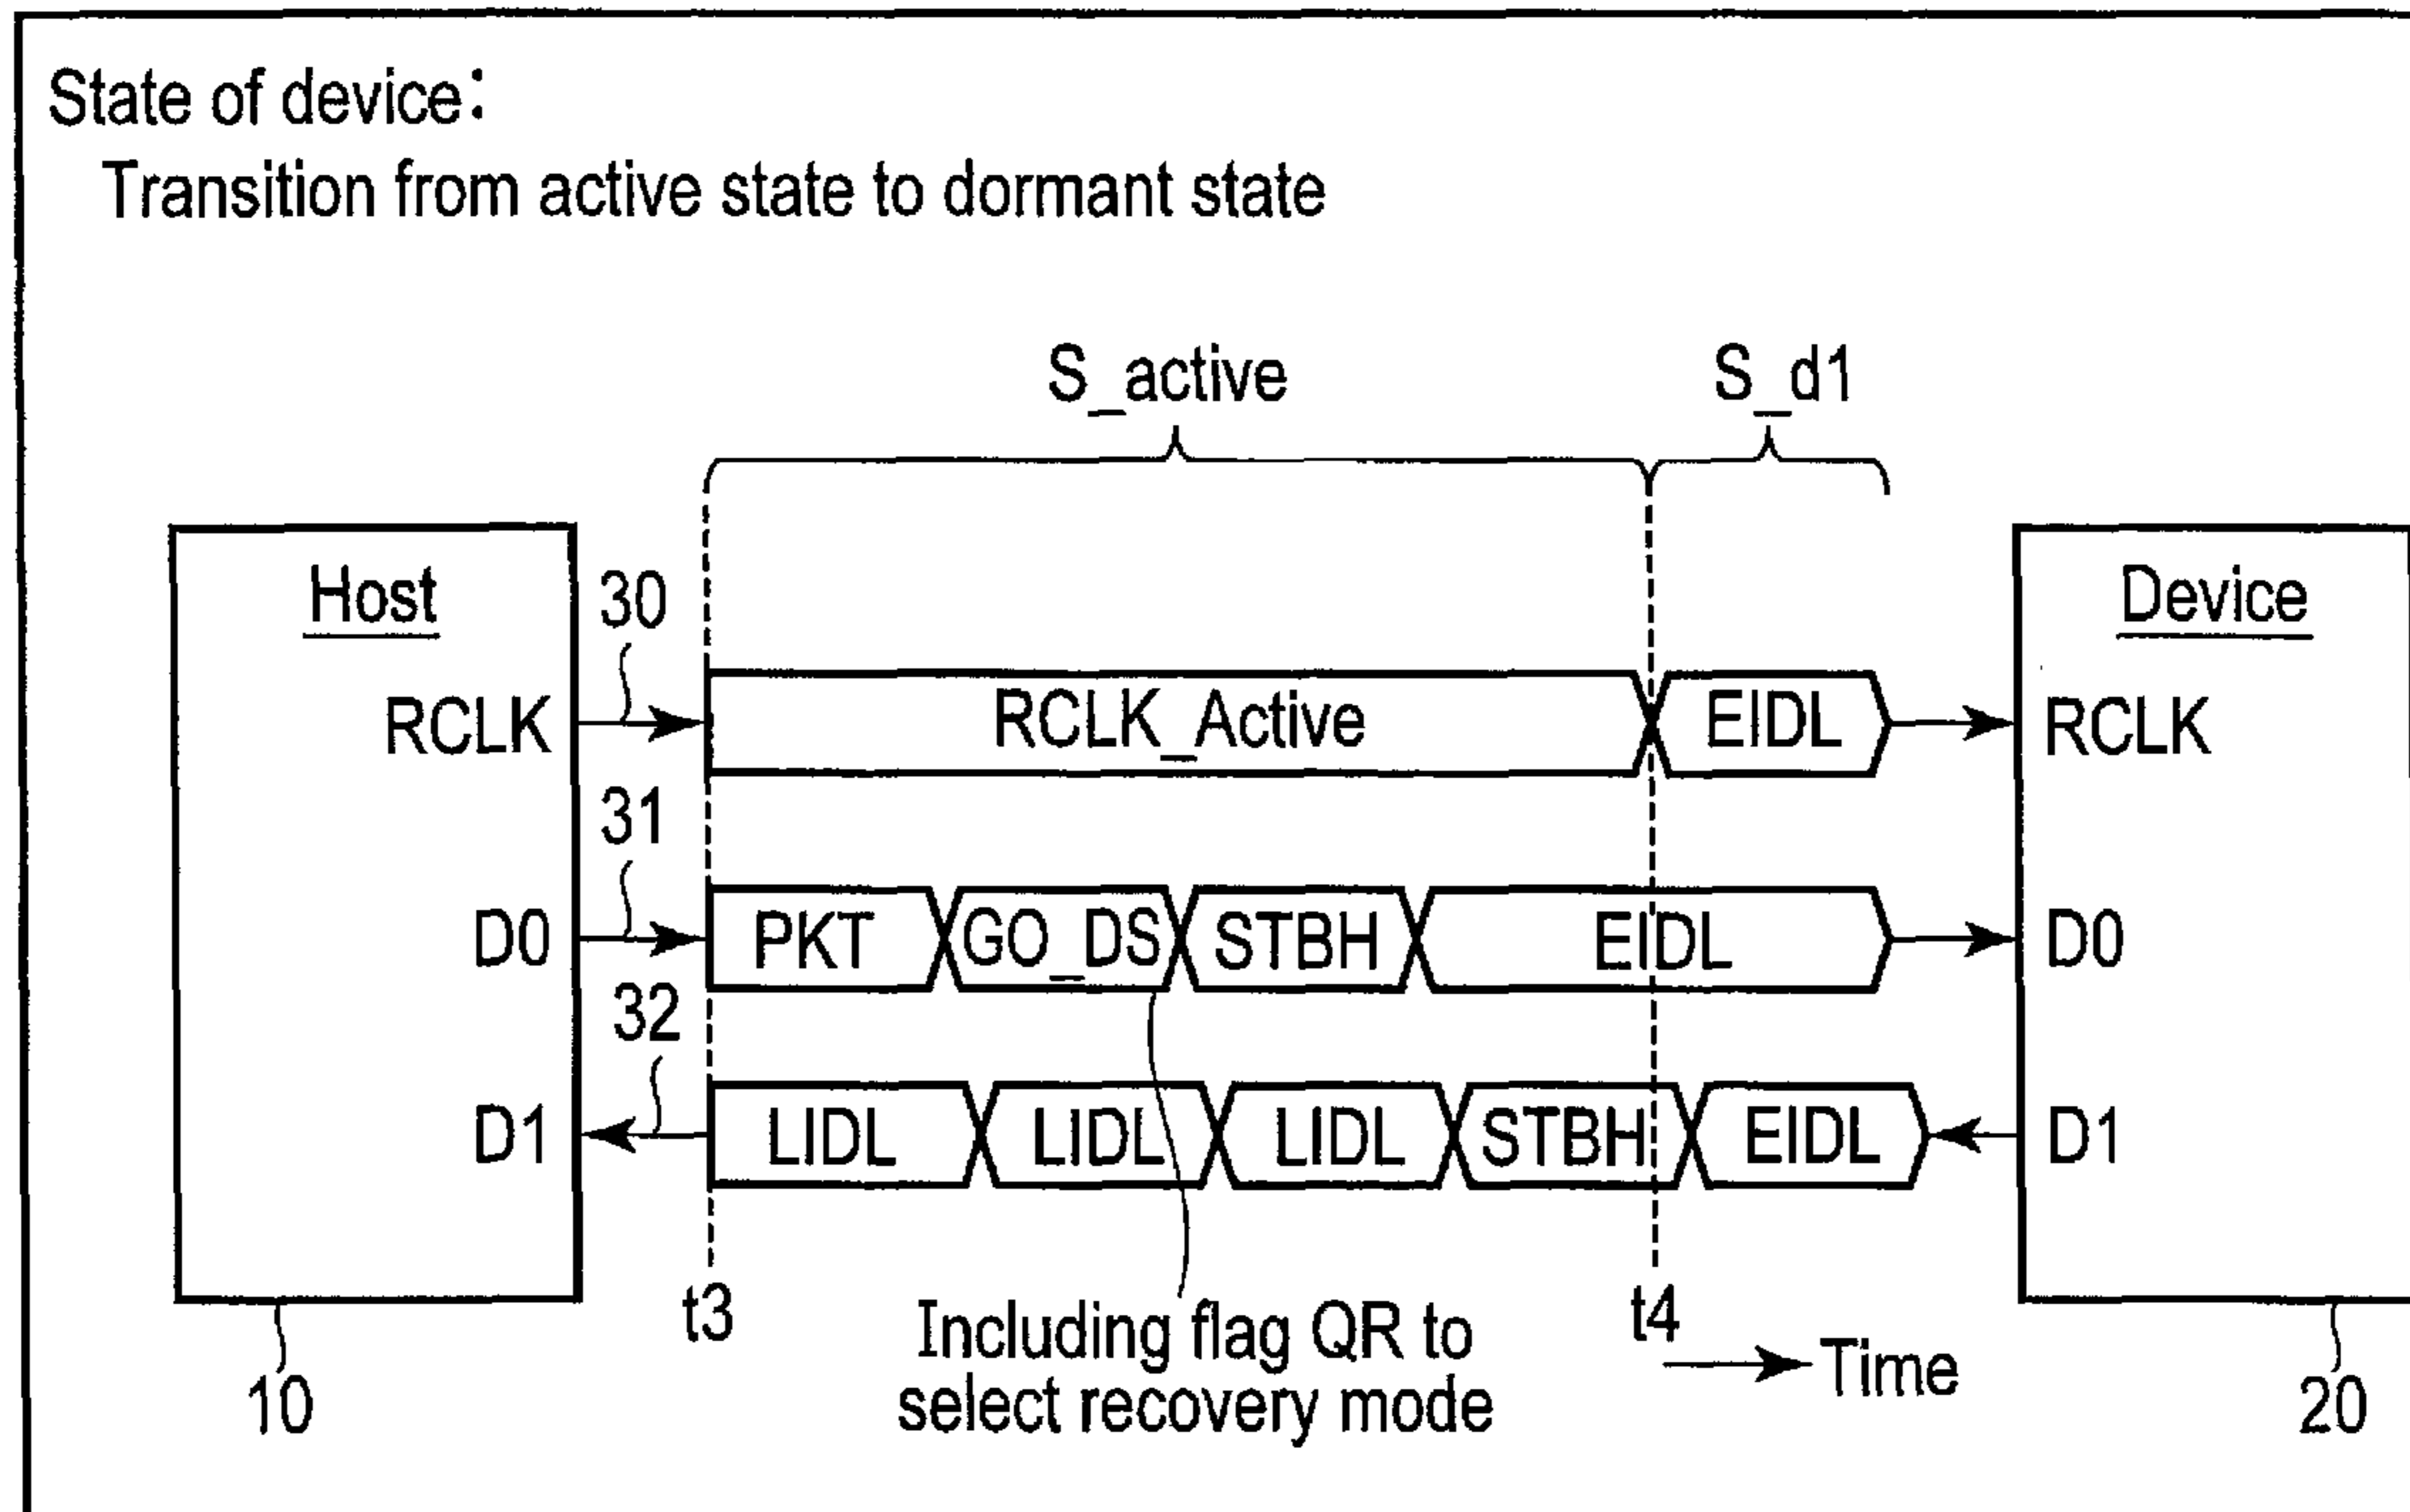 State of device:
Transition from active state to dormant state
S_active
S_d1
Host
Device
30
RCLK
RCLK_Active
EIDL
RCLK
31
D0
PKT
GO_DS
STBH
EIDL
D0
32
D1
LIDL
LIDL
LIDL
STBH
EIDL
D1
t3
t4
Including flag QR to
select recovery mode
Time
10
20